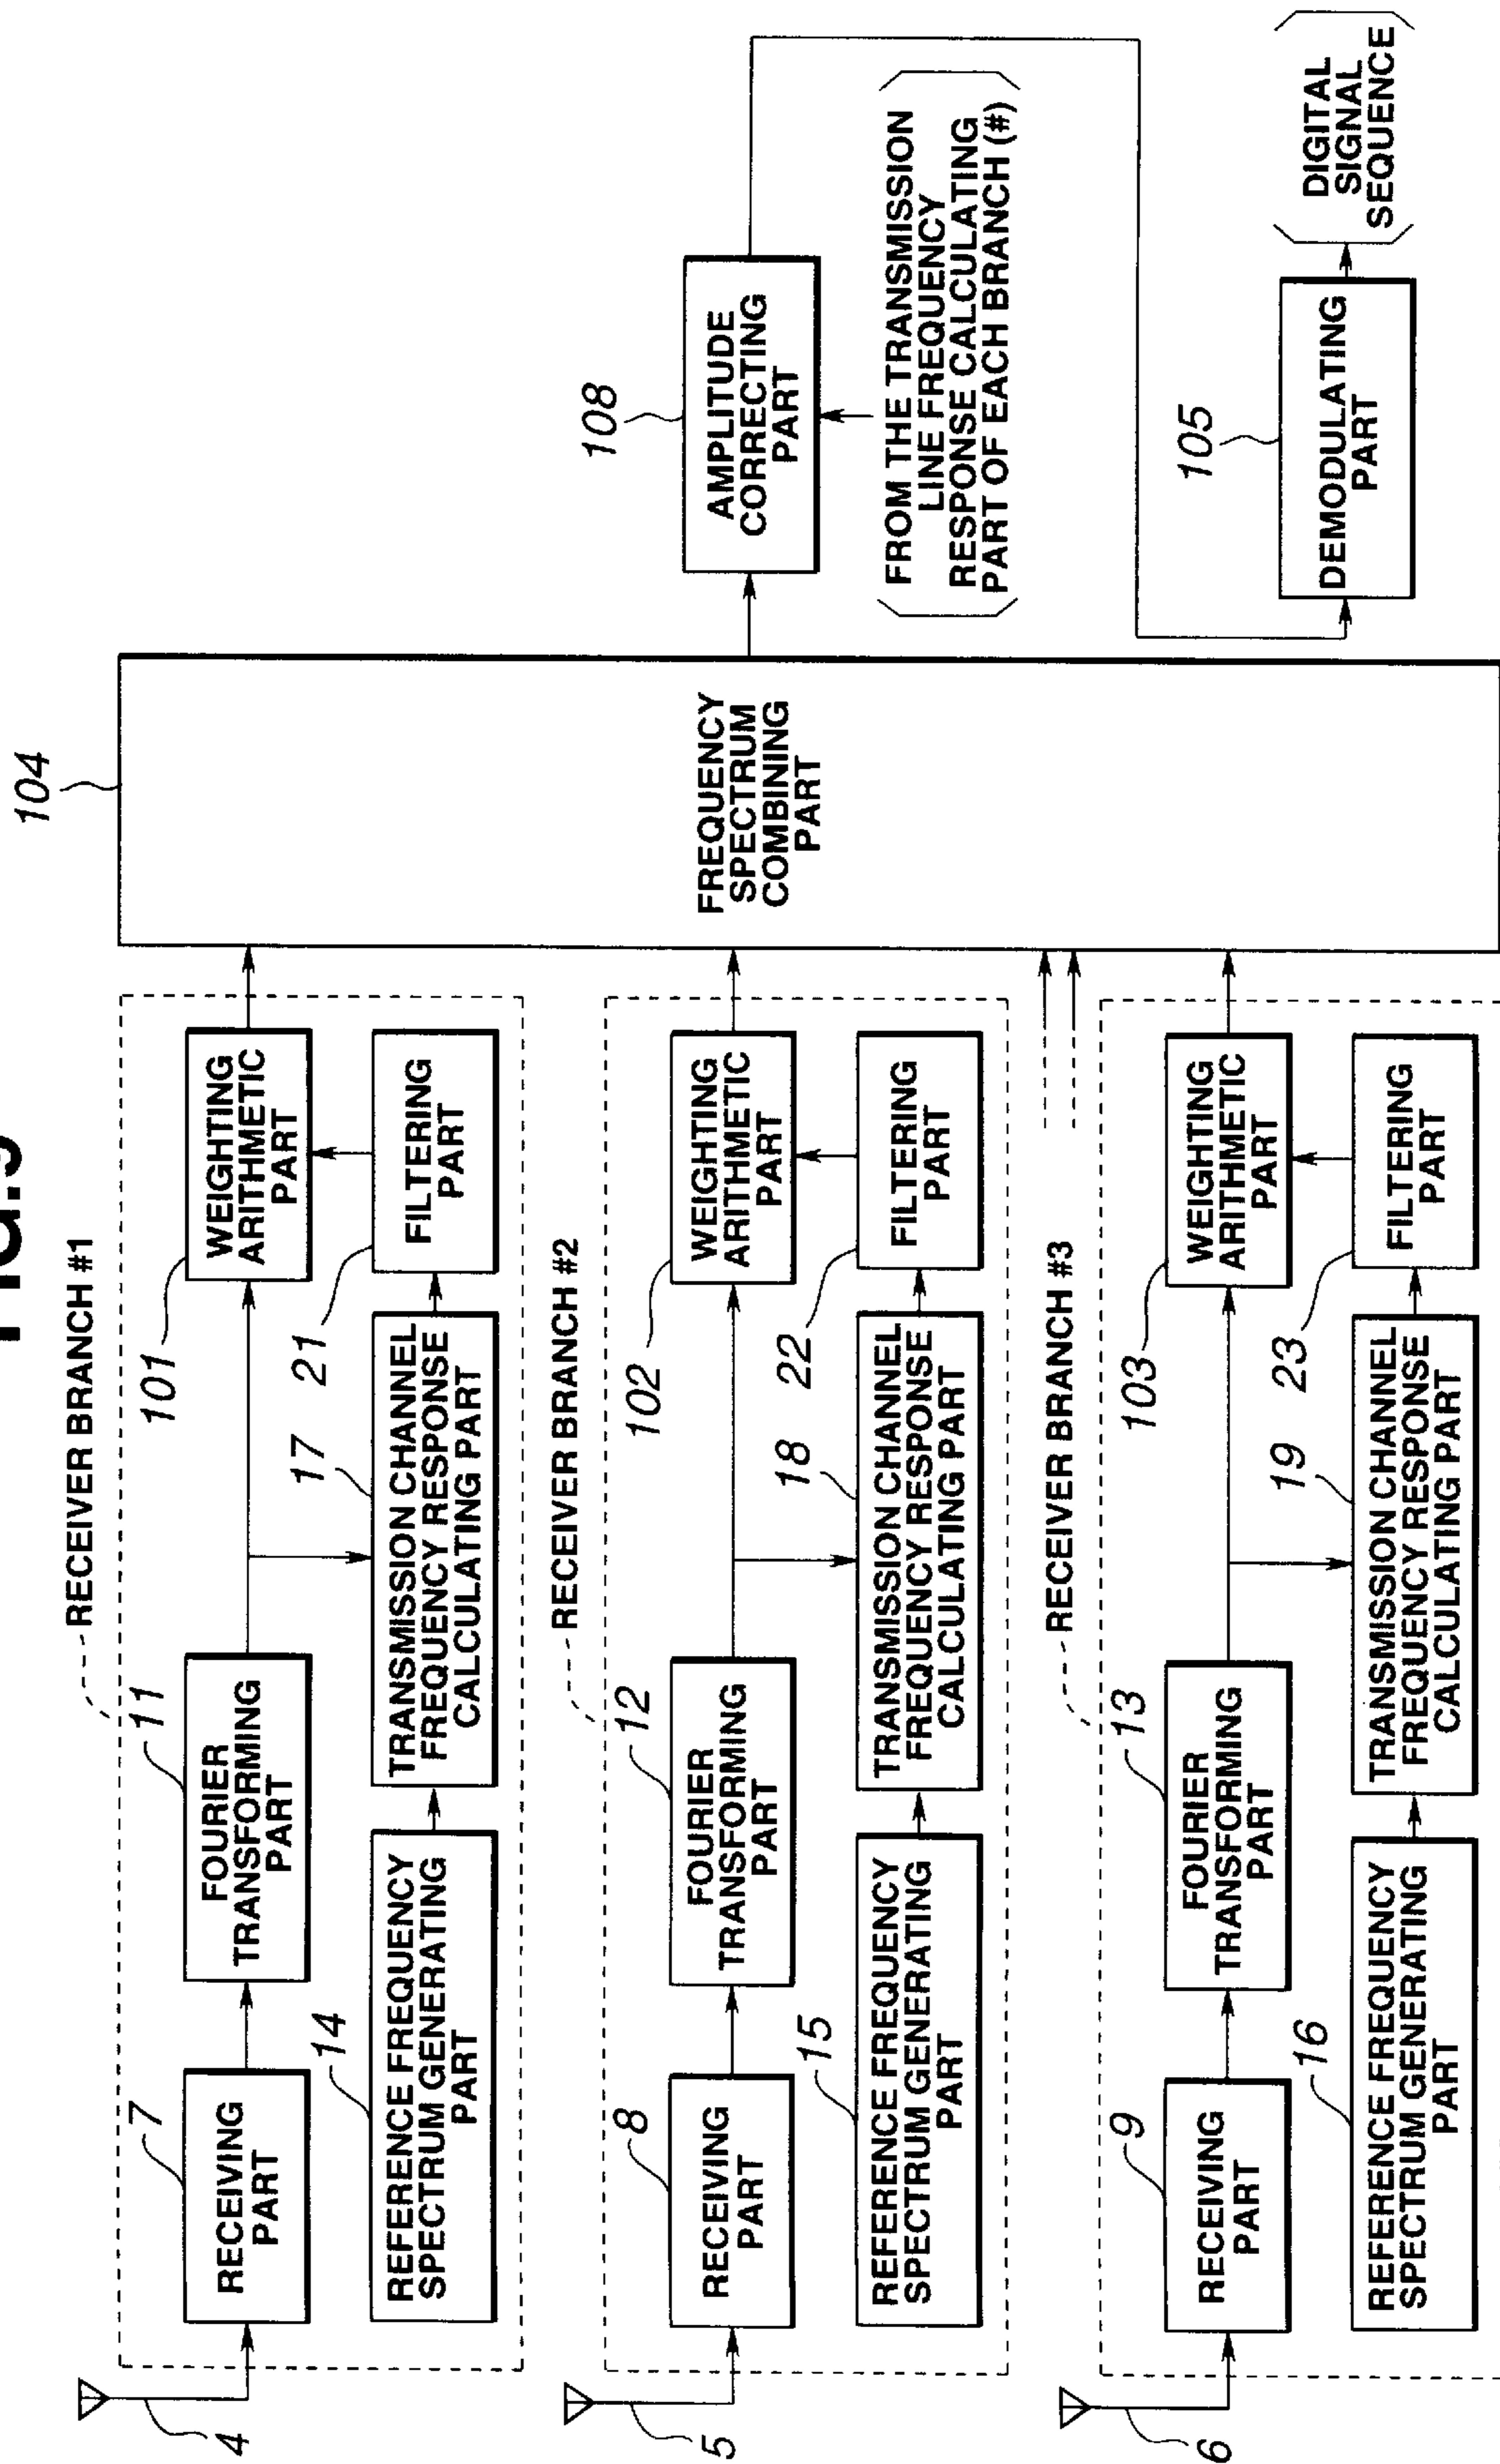 RECEIVER BRANCH #1
4
7
RECEIVING
PART
11
FOURIER
TRANSFORMING
PART
101
WEIGHTING
ARITHMETIC
PART
14
REFERENCE FREQUENCY
SPECTRUM GENERATING
PART
17
TRANSMISSION CHANNEL
FREQUENCY RESPONSE
CALCULATING PART
21
FILTERING
PART
RECEIVER BRANCH #2
5
8
RECEIVING
PART
12
FOURIER
TRANSFORMING
PART
102
WEIGHTING
ARITHMETIC
PART
15
REFERENCE FREQUENCY
SPECTRUM GENERATING
PART
18
TRANSMISSION CHANNEL
FREQUENCY RESPONSE
CALCULATING PART
22
FILTERING
PART
RECEIVER BRANCH #3
6
9
RECEIVING
PART
13
FOURIER
TRANSFORMING
PART
103
WEIGHTING
ARITHMETIC
PART
16
REFERENCE FREQUENCY
SPECTRUM GENERATING
PART
19
TRANSMISSION CHANNEL
FREQUENCY RESPONSE
CALCULATING PART
23
FILTERING
PART
104
FREQUENCY
SPECTRUM
COMBINING
PART
108
AMPLITUDE
CORRECTING
PART
FROM THE TRANSMISSION
LINE FREQUENCY
RESPONSE CALCULATING
PART OF EACH BRANCH (#)
105
DEMODULATING
PART
DIGITAL
SIGNAL
SEQUENCE